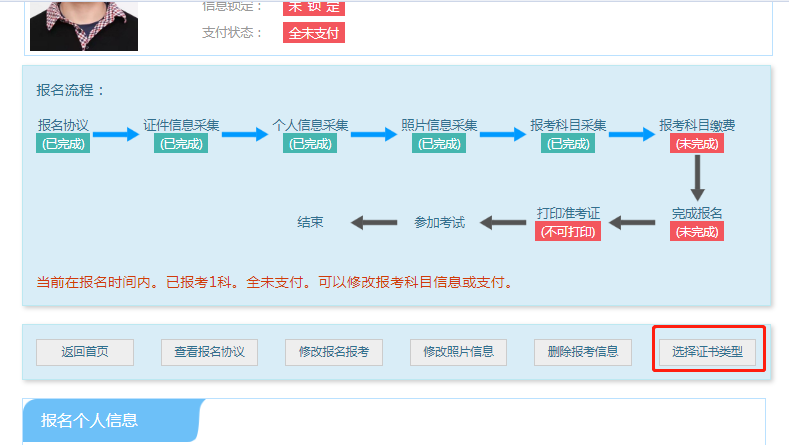 信息锁定：未 锁 定
支付状态：全未支付
报名流程：
报名协议 证件信息采集 个人信息采集 照片信息采集 报考科目采集 报考科目缴费
(已完成) (已完成) (已完成) (已完成) (已完成) (未完成)
结束 参加考试 打印准考证 完成报名
(不可打印) (未完成)
当前在报名时间内。已报考1科。全未支付。可以修改报考科目信息或支付。
返回首页 查看报名协议 修改报名报考 修改照片信息 删除报考信息 选择证书类型
报名个人信息